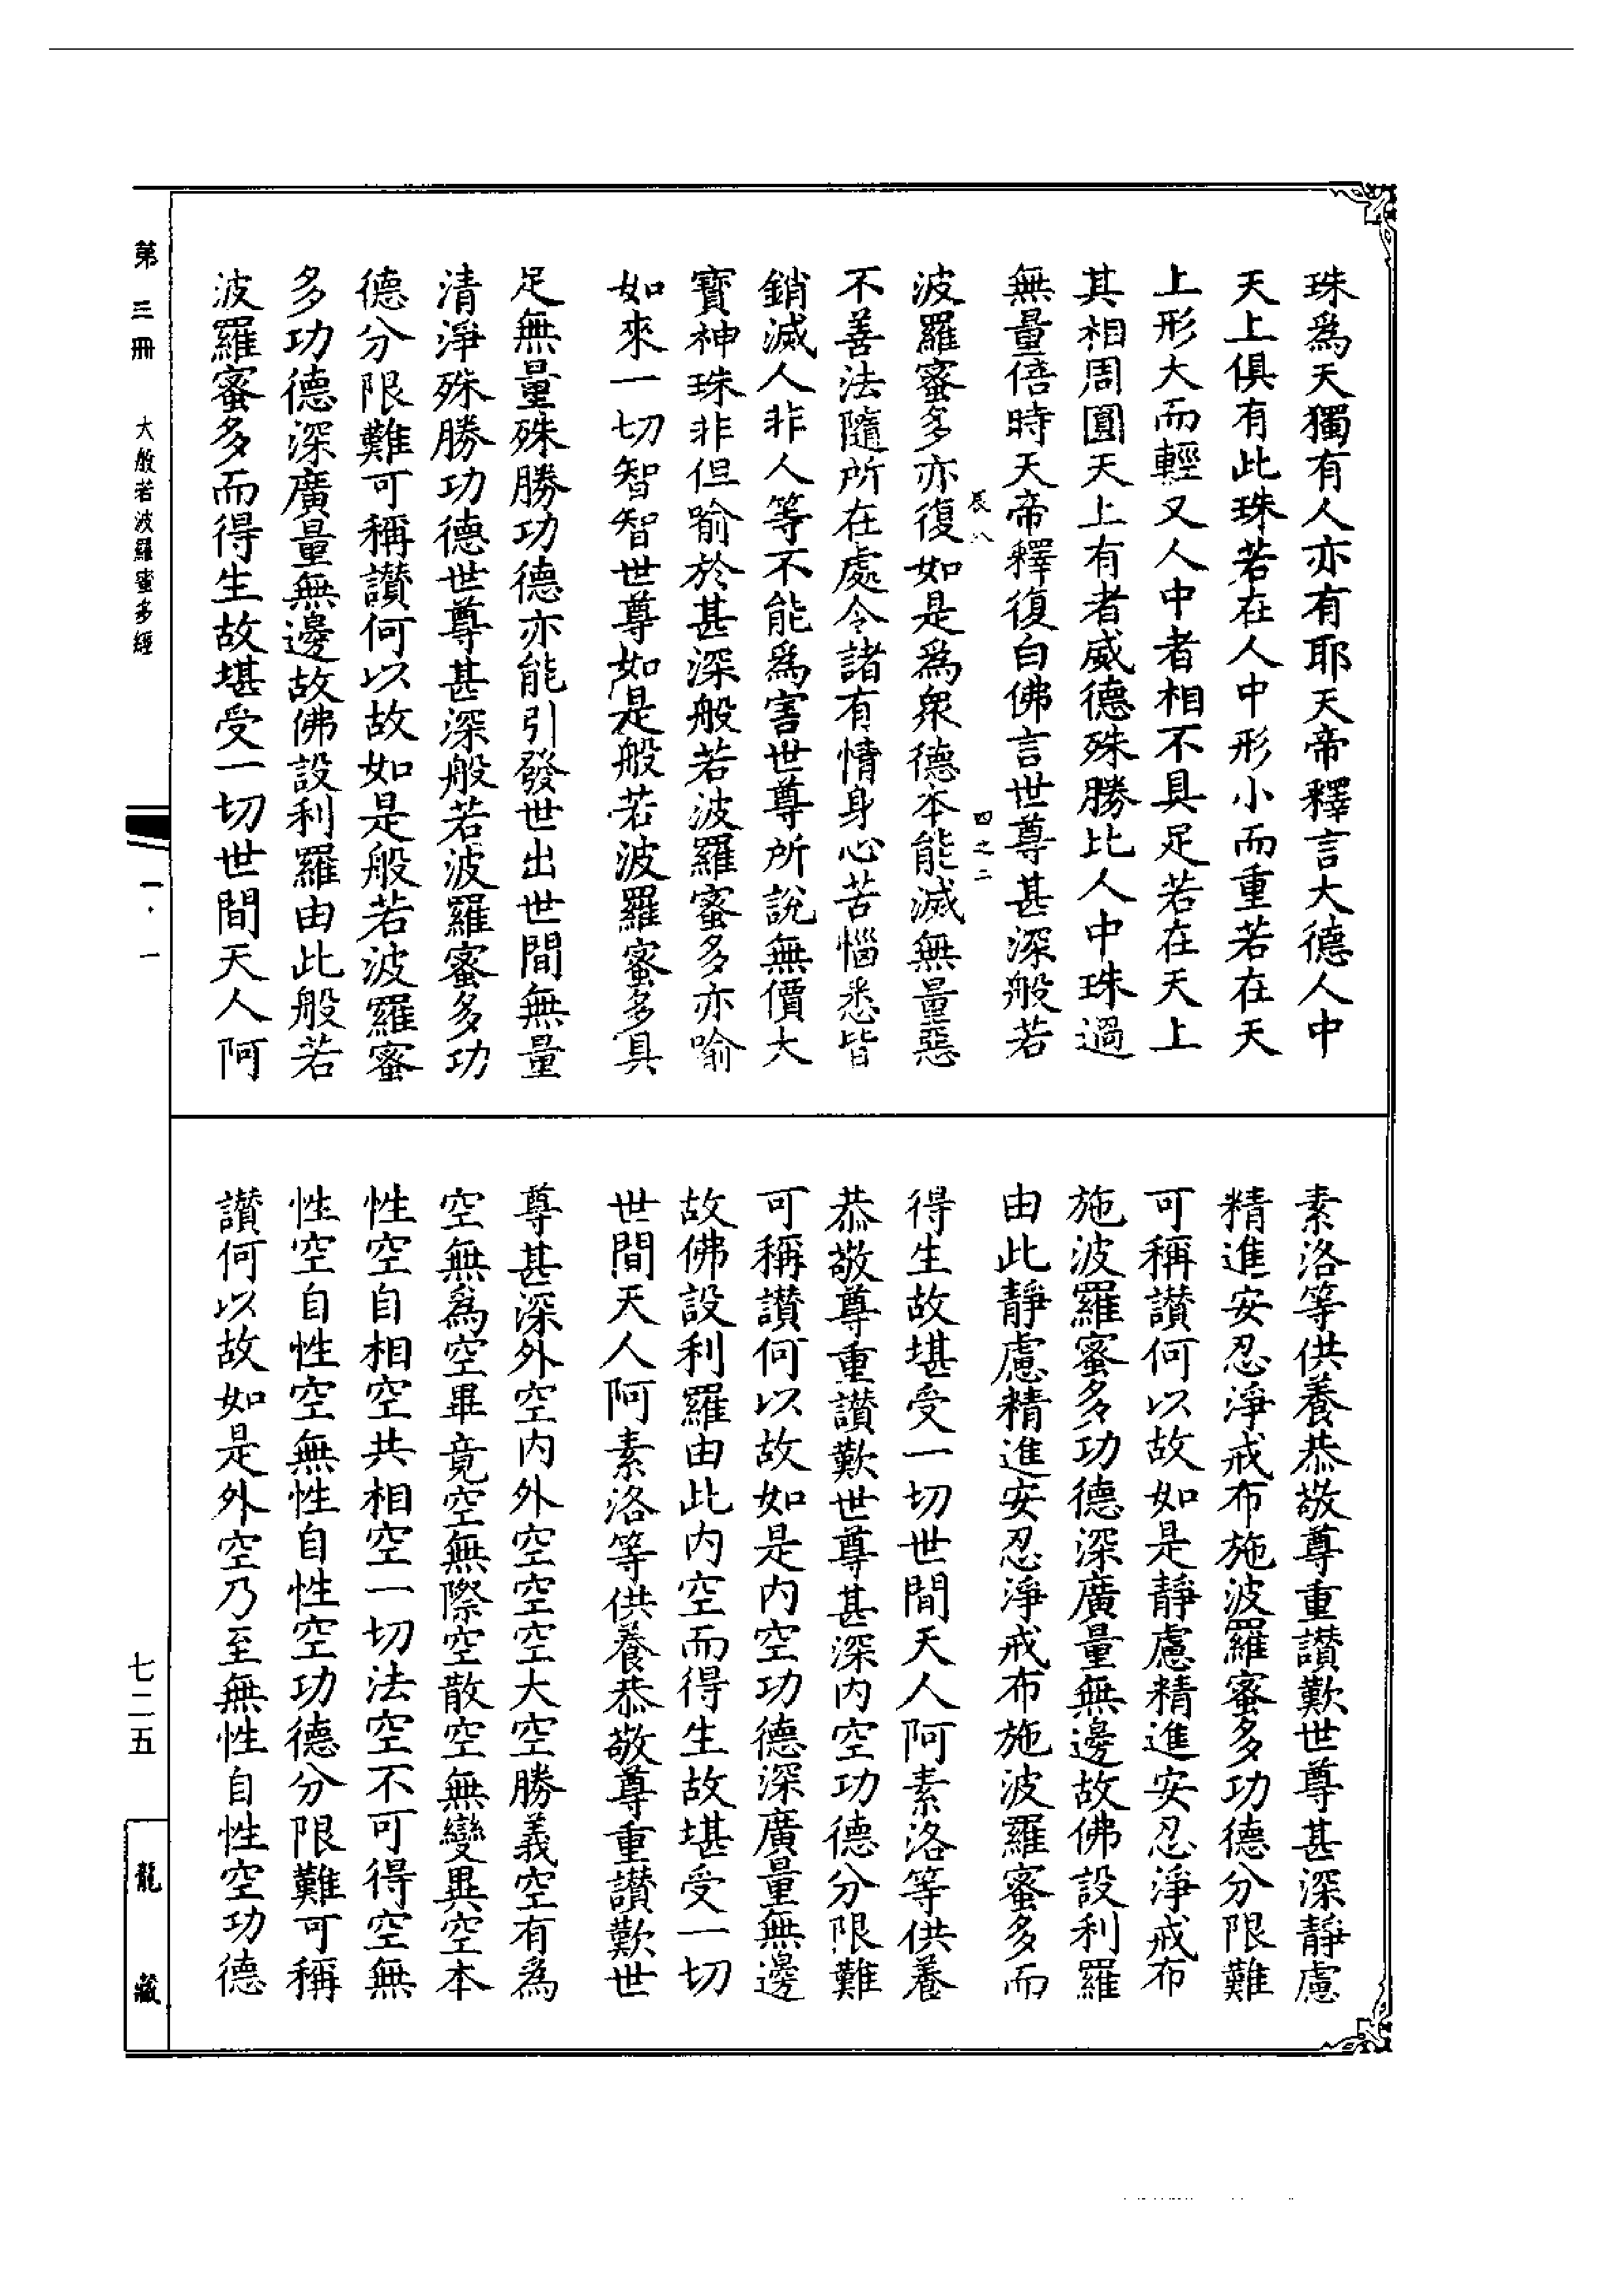 珠爲天獨有人亦有耶天帝釋言大德人中
天上俱有此珠若在人中形小而重若在天
上形大而輕又人中者相不具足若在天上
其相周圓天上有者威德殊勝比人中珠過
無量倍時天帝釋復白佛言世尊甚深般若
辰八 四之二
波羅蜜多亦復如是爲衆德本能滅無量惡
不善法隨所在處令諸有情身心苦惱悉皆
銷滅人非人等不能爲害世尊所說無價大
寶神珠非但喻於甚深般若波羅蜜多亦喻
如來一切智智世尊如是般若波羅蜜多具
足無量殊勝功德亦能引發世出世間無量
清淨殊勝功德世尊甚深般若波羅蜜多功
德分限難可稱讚何以故如是般若波羅蜜
多功德深廣量無邊故佛設利羅由此般若
波羅蜜多而得生故堪受一切世間天人阿
素洛等供養恭敬尊重讚歎世尊甚深靜慮
精進安忍淨戒布施波羅蜜多功德分限難
可稱讚何以故如是靜慮精進安忍淨戒布
施波羅蜜多功德深廣量無邊故佛設利羅
由此靜慮精進安忍淨戒布施波羅蜜多而
得生故堪受一切世間天人阿素洛等供養
恭敬尊重讚歎世尊甚深内空功德分限難
可稱讚何以故如是内空功德深廣量無邊
故佛設利羅由此内空而得生故堪受一切
世間天人阿素洛等供養恭敬尊重讚歎世
尊甚深外空内外空空空大空勝義空有為
空無爲空畢竟空無際空散空無變異空本
性空自相空共相空一切法空不可得空無
性空自性空無性自性空功德分限難可稱
讚何以故如是外空乃至無性自性空功德
第三冊 大般若波羅蜜多經
一·一
七二五
龍藏